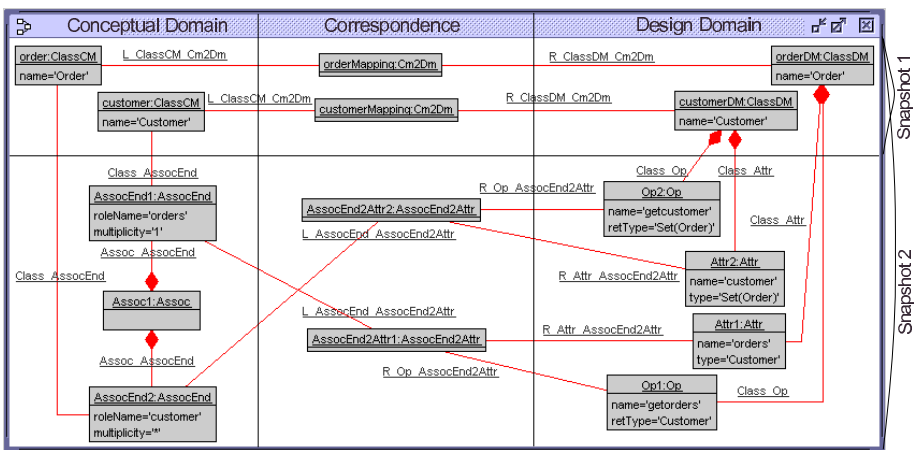 Conceptual Domain
Correspondence
Design Domain
order:ClassCM
name='Order'
L_ClassCM_Cm2Dm
orderMapping:Cm2Dm
R_ClassDM_Cm2Dm
orderDM:ClassDM
name='Order'
customer:ClassCM
name='Customer'
L_ClassCM_Cm2Dm
customerMapping:Cm2Dm
R_ClassDM_Cm2Dm
customerDM:ClassDM
name='Customer'
Snapshot 1
Class_AssocEnd
AssocEnd1:AssocEnd
roleName='orders'
multiplicity='1'
Assoc_AssocEnd
Class_AssocEnd
Assoc1:Assoc
Assoc_AssocEnd
AssocEnd2:AssocEnd
roleName='customer'
multiplicity='*'
AssocEnd2Attr2:AssocEnd2Attr
L_AssocEnd_AssocEnd2Attr
R_Op_AssocEnd2Attr
R_Attr_AssocEnd2Attr
L_AssocEnd_AssocEnd2Attr
AssocEnd2Attr1:AssocEnd2Attr
R_Attr_AssocEnd2Attr
R_Op_AssocEnd2Attr
Class_Op
Class_Attr
Op2:Op
name='getcustomer'
retType='Set(Order)'
Class_Attr
Attr2:Attr
name='customer'
type='Set(Order)'
Attr1:Attr
name='orders'
type='Customer'
Op1:Op
name='getorders'
retType='Customer'
Class_Op
Snapshot 2